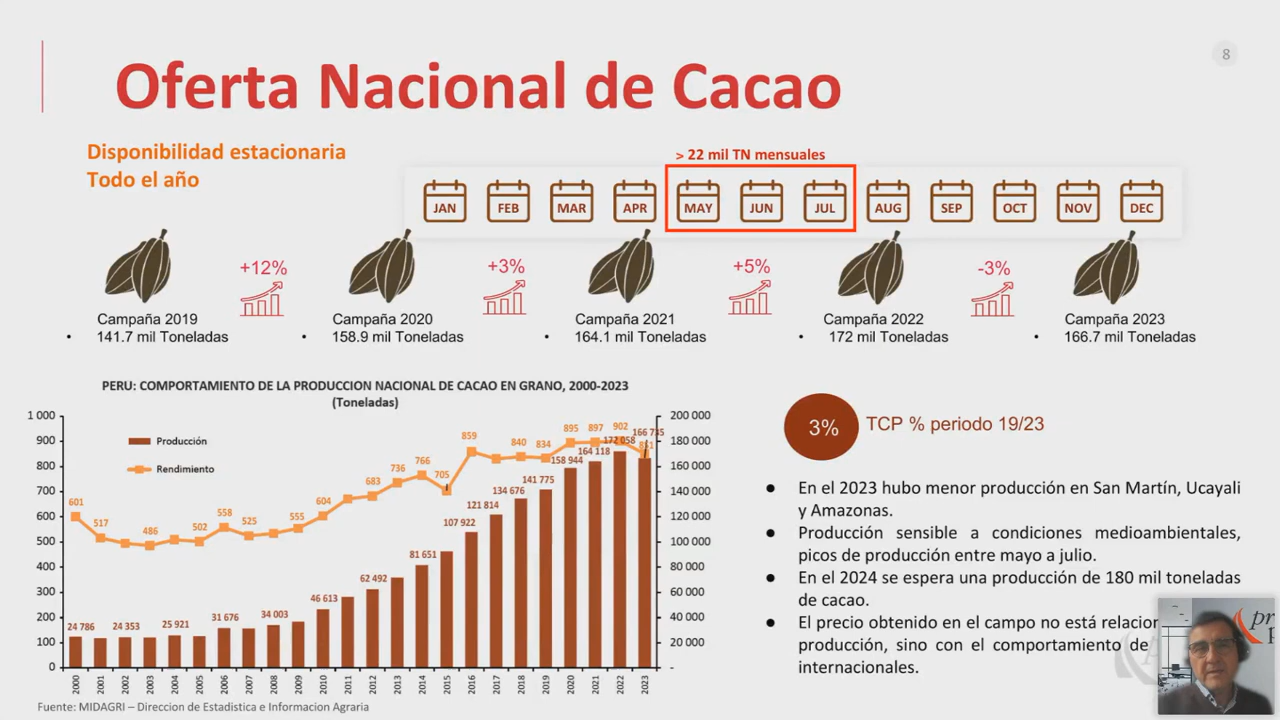 8
Oferta Nacional de Cacao
Disponibilidad estacionaria
Todo el año
> 22 mil TN mensuales
JAN FEB MAR APR MAY JUN JUL AUG SEP OCT NOV DEC
+12% +3% +5% -3%
Campaña 2019
• 141.7 mil Toneladas
Campaña 2020
• 158.9 mil Toneladas
Campaña 2021
• 164.1 mil Toneladas
Campaña 2022
• 172 mil Toneladas
Campaña 2023
• 166.7 mil Toneladas
PERU: COMPORTAMIENTO DE LA PRODUCCION NACIONAL DE CACAO EN GRANO, 2000-2023
(Toneladas)
1 000
900
800
700
600
500
400
300
200
100
0
Producción
Rendimiento
601 517 486 502 558 525 555 604 683 736 766 705 859 840 834 895 897 902 851
24 786 24 353 25 921 31 676 34 003 46 613 62 492 81 651 107 922 121 814 134 676 141 775 158 944 164 118 172 058 166 735
200 000
180 000
160 000
140 000
120 000
100 000
80 000
60 000
40 000
20 000
-
2000 2001 2002 2003 2004 2005 2006 2007 2008 2009 2010 2011 2012 2013 2014 2015 2016 2017 2018 2019 2020 2021 2022 2023
Fuente: MIDAGRI – Direccion de Estadistica e Informacion Agraria
3%
TCP % periodo 19/23
● En el 2023 hubo menor producción en San Martín, Ucayali
y Amazonas.
● Producción sensible a condiciones medioambientales,
picos de producción entre mayo a julio.
● En el 2024 se espera una producción de 180 mil toneladas
de cacao.
● El precio obtenido en el campo no está relacion
producción, sino con el comportamiento de
internacionales.